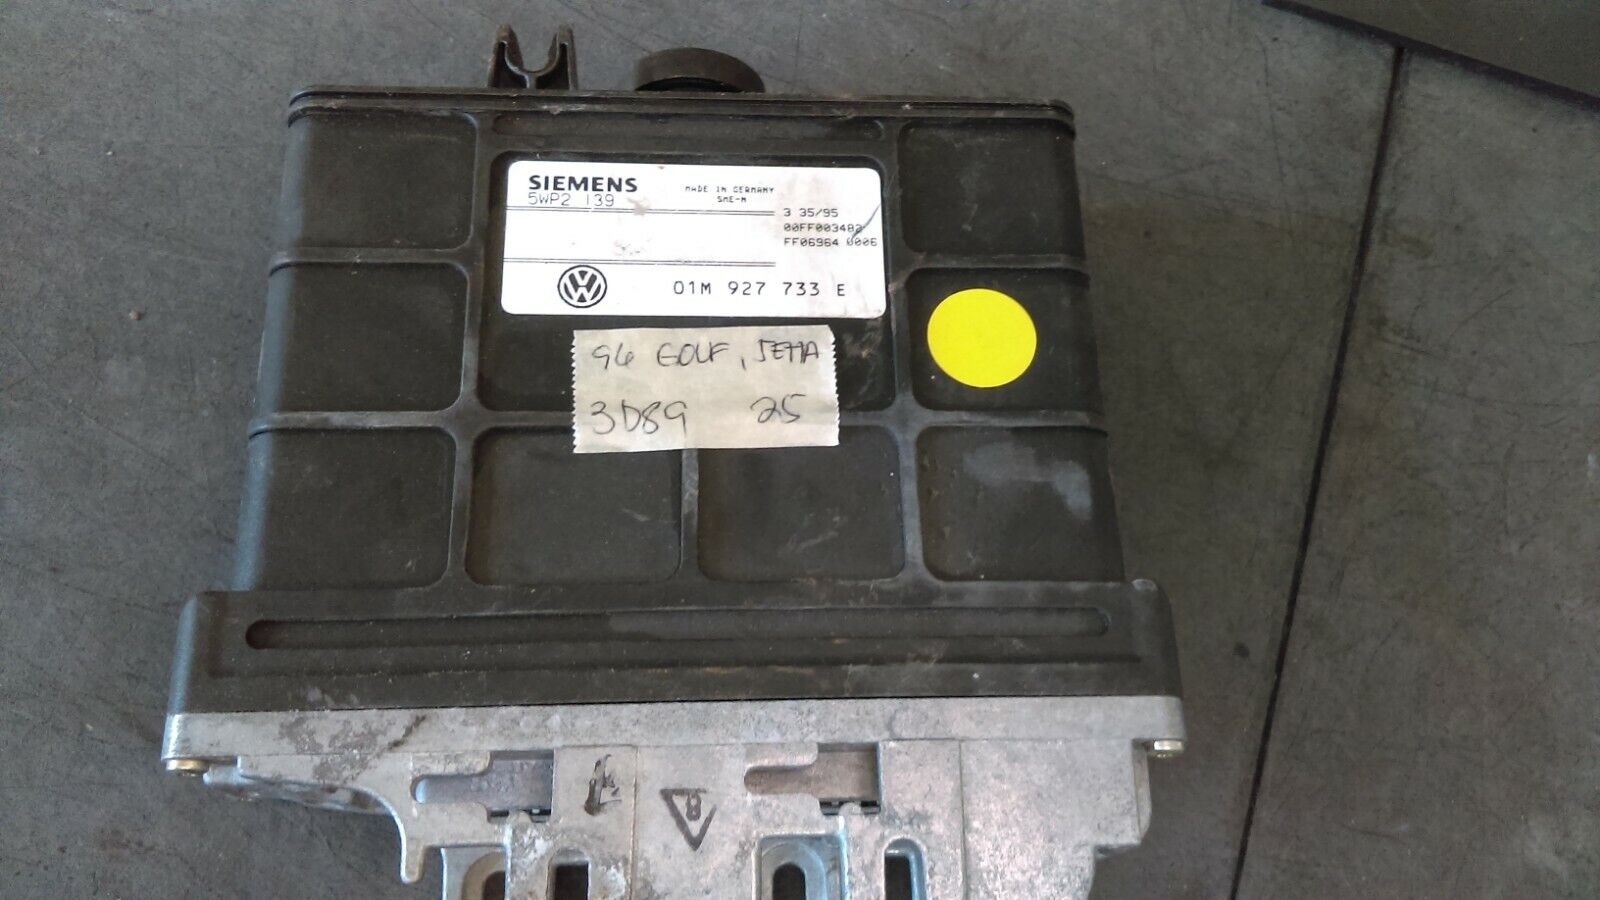 SIEMENS
MADE IN GERMANY
5WP2 139
SME-M
3 35/95
00FF003482
FF06964 0006
VW
01M 927 733 E
96 GOLF, JETTA
3D89 25
8